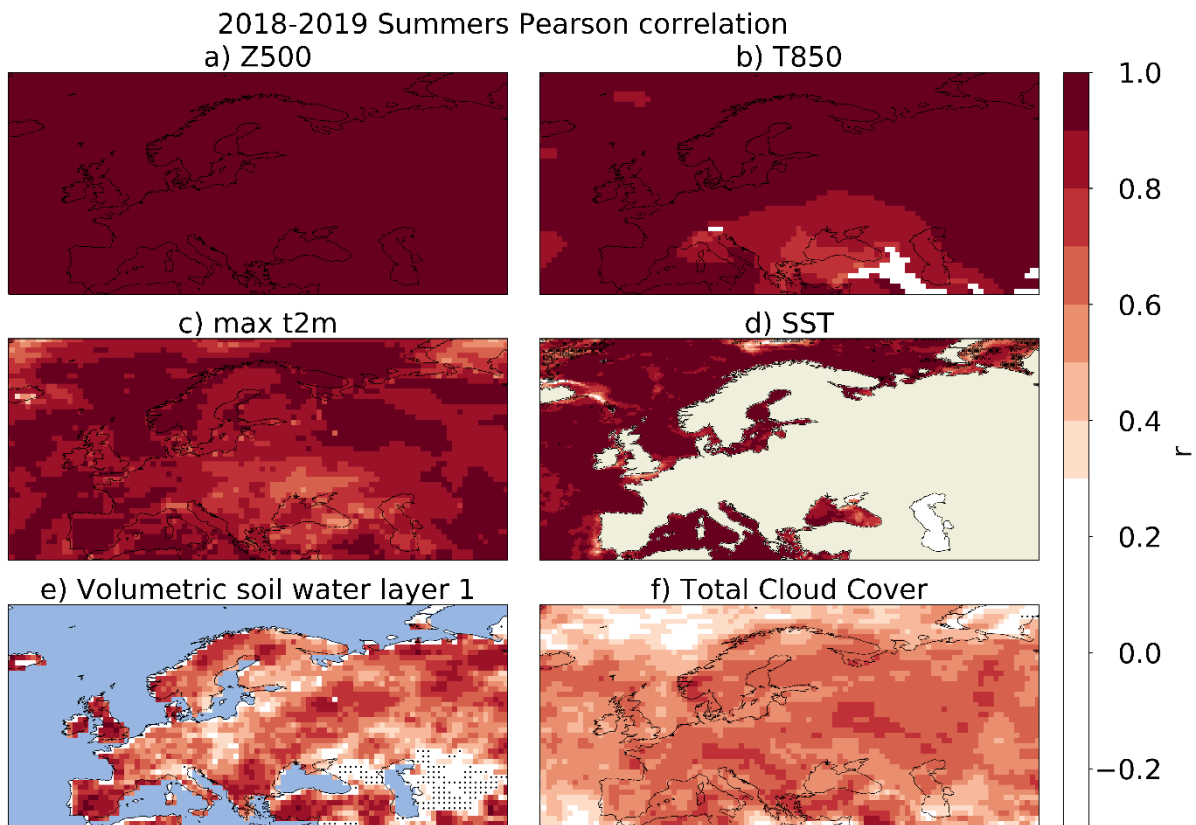 2018-2019 Summers Pearson correlation
a) Z500
b) T850
c) max t2m
d) SST
e) Volumetric soil water layer 1
f) Total Cloud Cover
1.0
0.8
0.6
0.4
0.2
0.0
−0.2
r